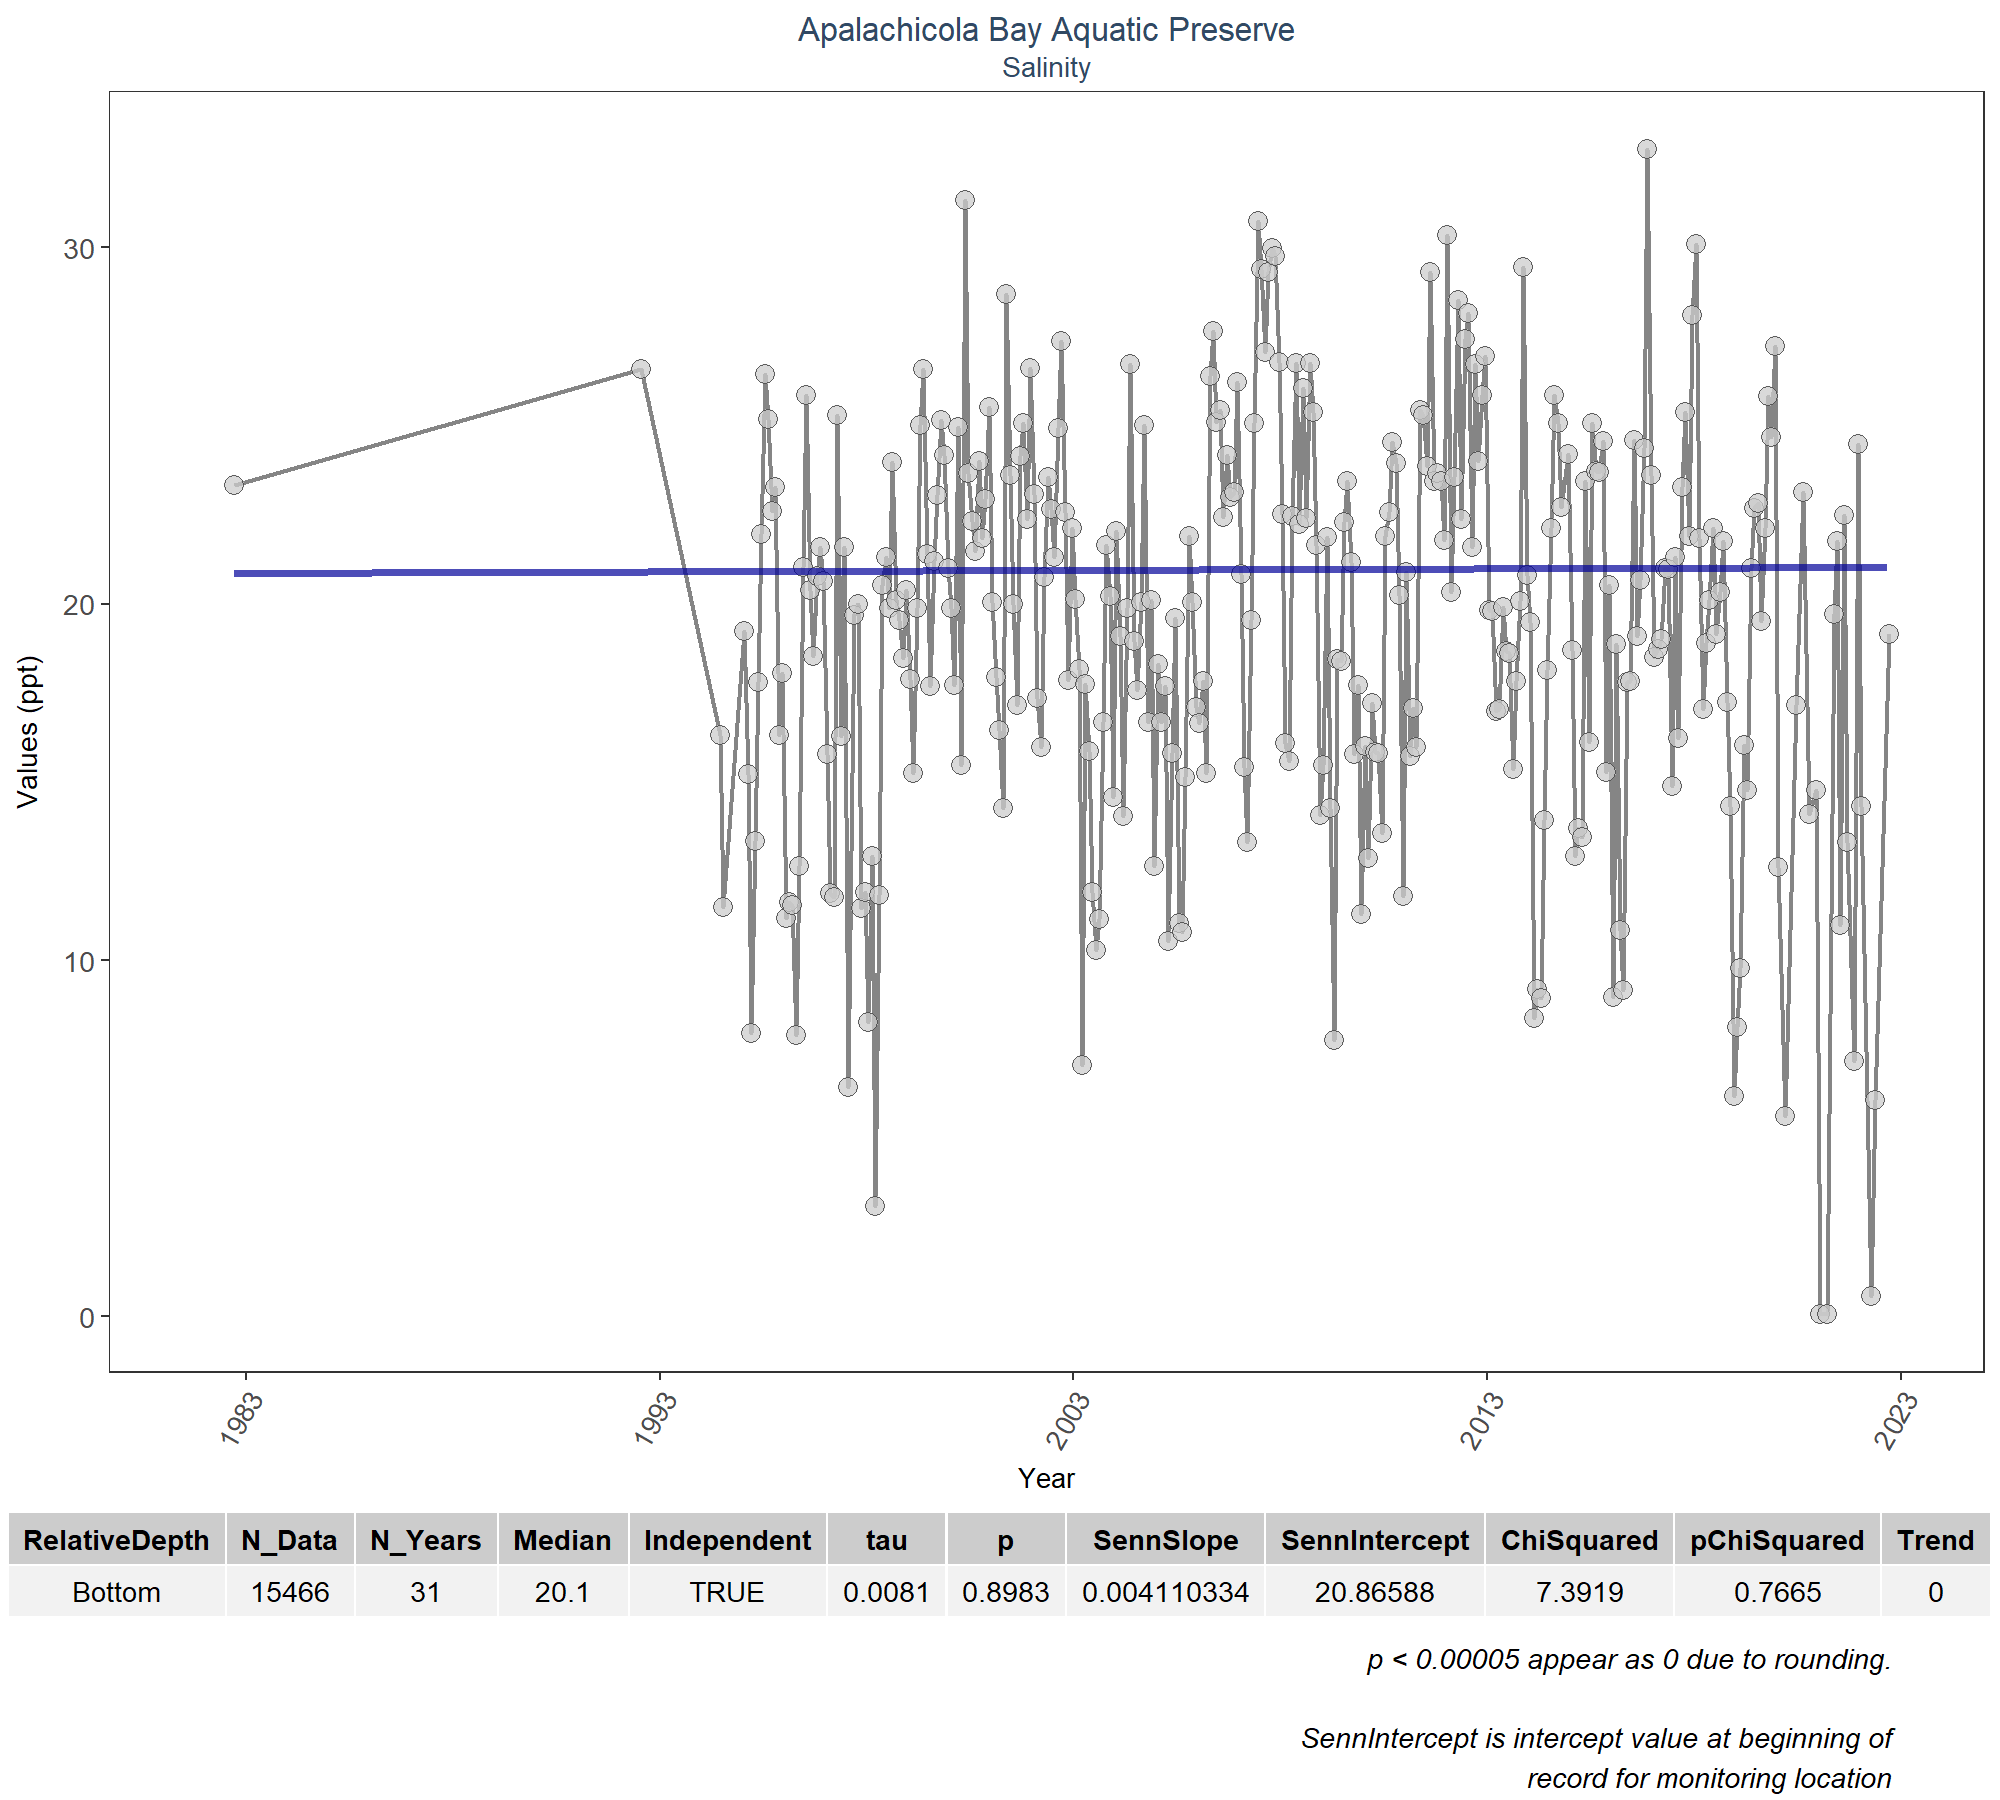 Apalachicola Bay Aquatic Preserve
Salinity
Values (ppt)
30
20
10
0
1983 1993 2003 2013 2023
Year
RelativeDepth N_Data N_Years Median Independent tau p SennSlope SennIntercept ChiSquared pChiSquared Trend
Bottom 15466 31 20.1 TRUE 0.0081 0.8983 0.004110334 20.86588 7.3919 0.7665 0
p < 0.00005 appear as 0 due to rounding.
SennIntercept is intercept value at beginning of
record for monitoring location